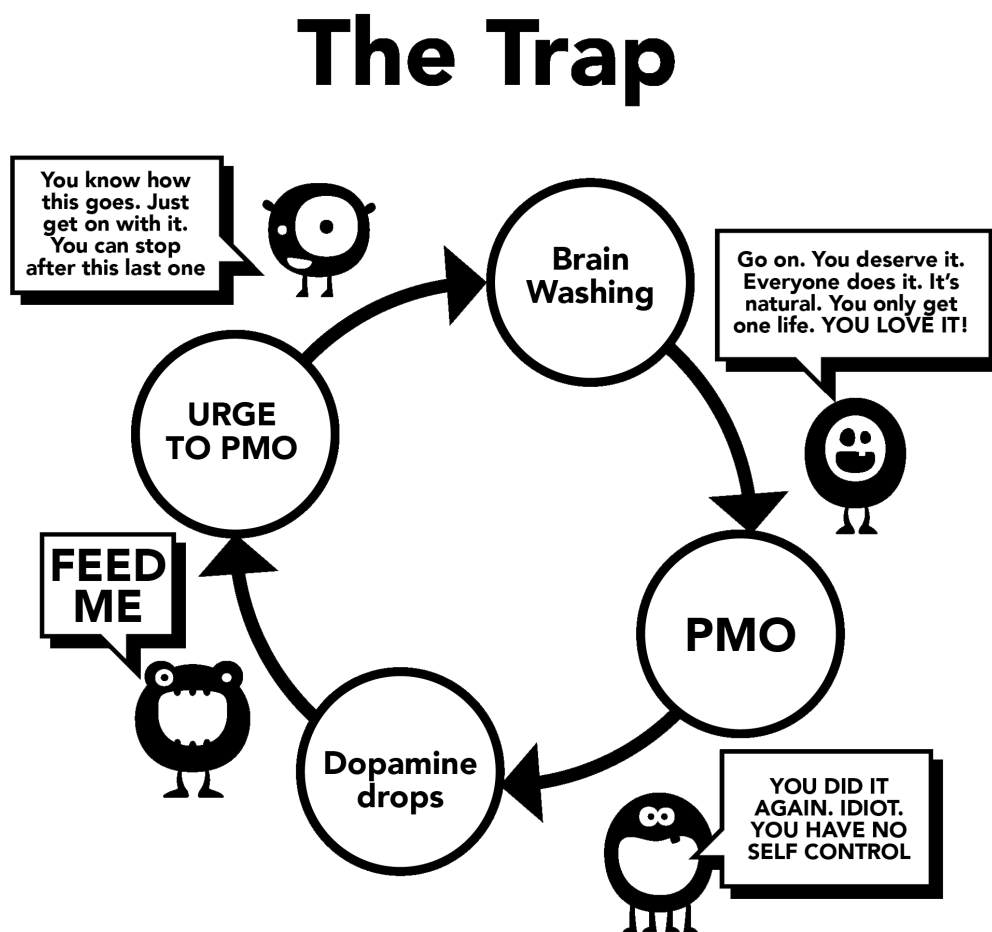 The Trap
You know how
this goes. Just
get on with it.
You can stop
after this last one
Brain
Washing
Go on. You deserve it.
Everyone does it. It's
natural. You only get
one life. YOU LOVE IT!
URGE
TO PMO
FEED
ME
PMO
Dopamine
drops
YOU DID IT
AGAIN. IDIOT.
YOU HAVE NO
SELF CONTROL